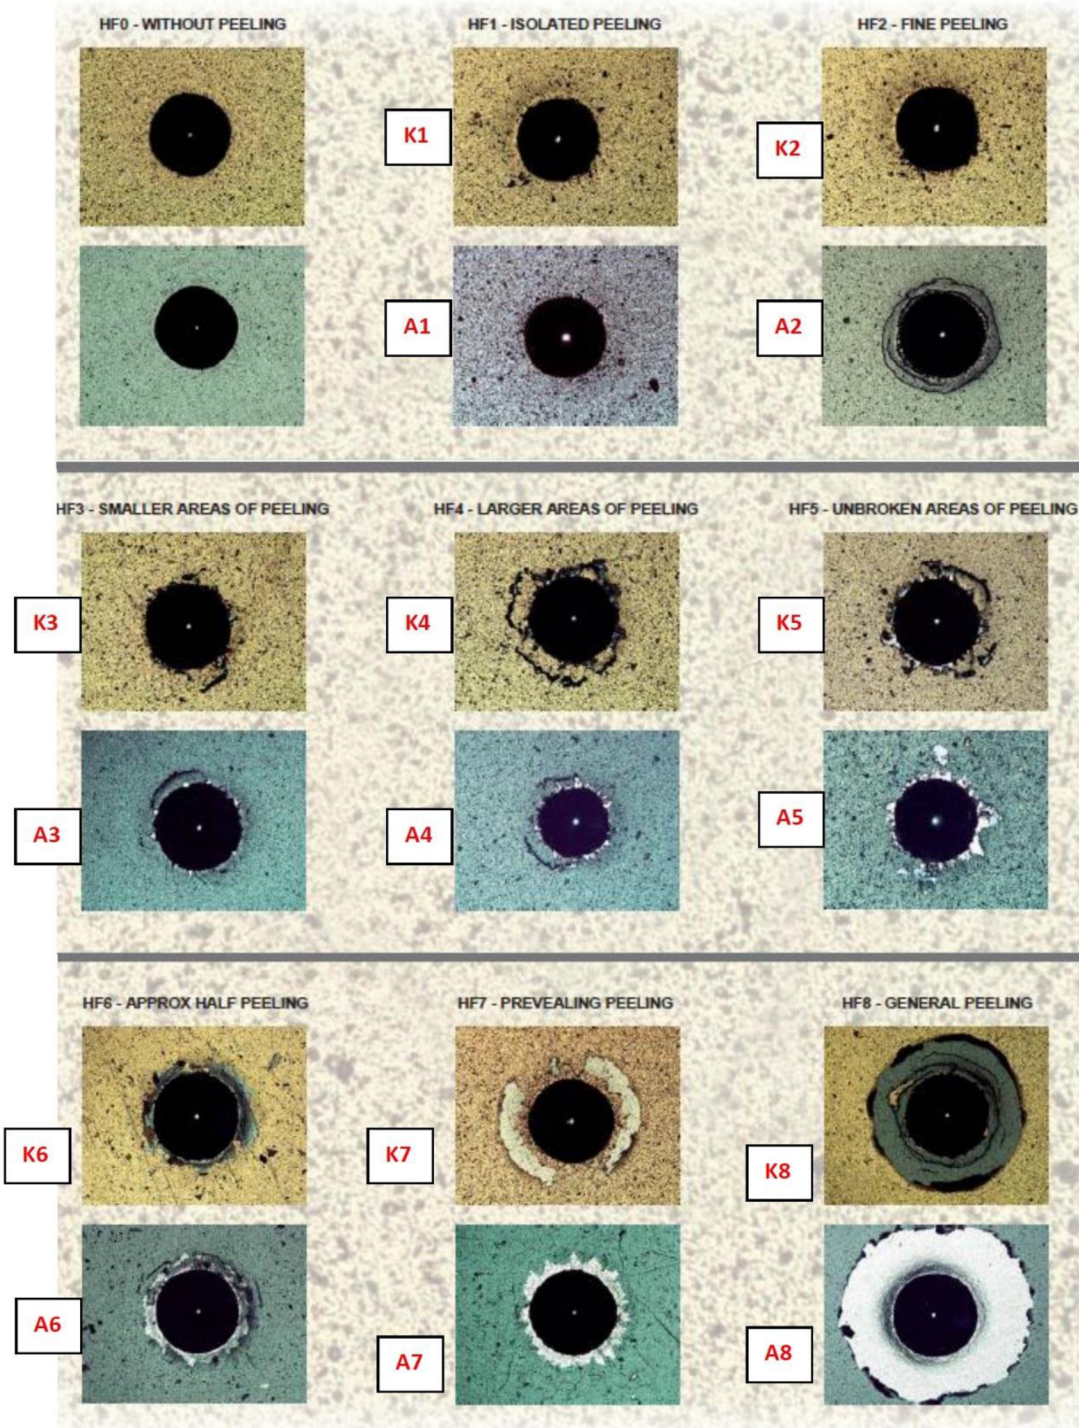 HF0 - WITHOUT PEELING
HF1 - ISOLATED PEELING
HF2 - FINE PEELING
K1
K2
A1
A2
HF3 - SMALLER AREAS OF PEELING
HF4 - LARGER AREAS OF PEELING
HF5 - UNBROKEN AREAS OF PEELING
K3
K4
K5
A3
A4
A5
HF6 - APPROX HALF PEELING
HF7 - PREVEALING PEELING
HF8 - GENERAL PEELING
K6
K7
K8
A6
A7
A8